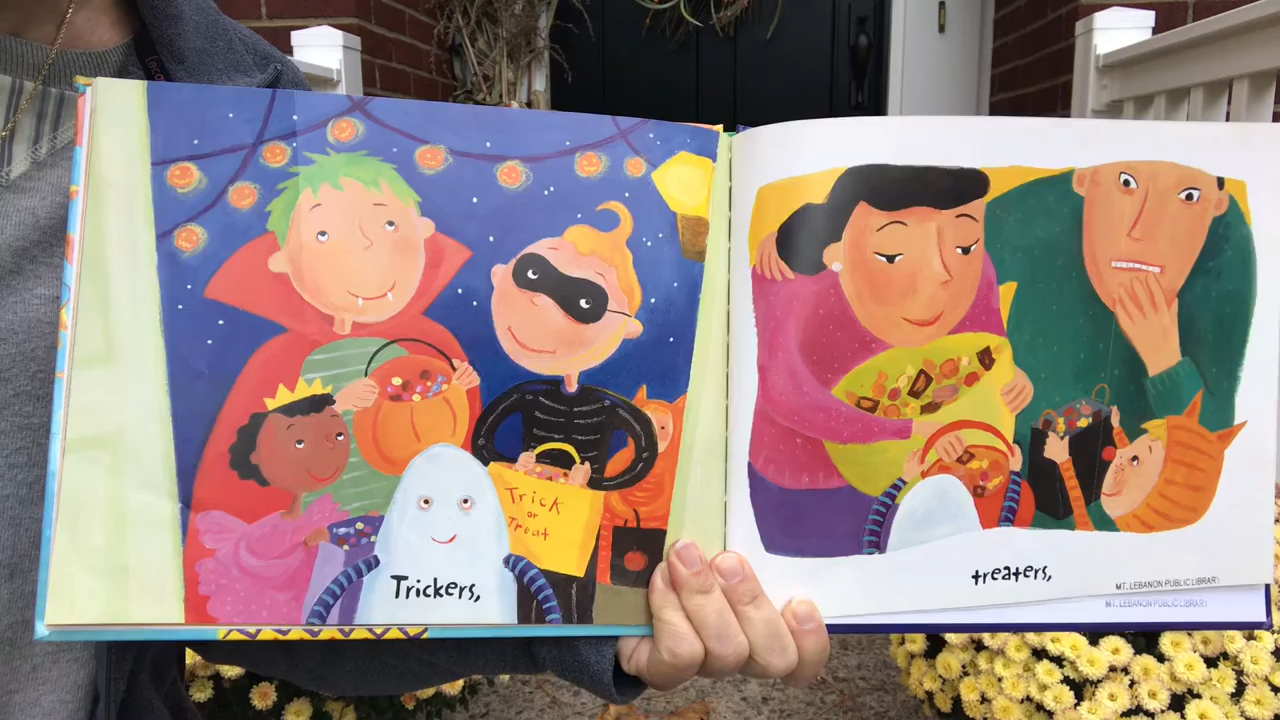 Trick
or
Treat
Trickers,
treaters,
MT. LEBANON PUBLIC LIBRARY
MT. LEBANON PUBLIC LIBRARY